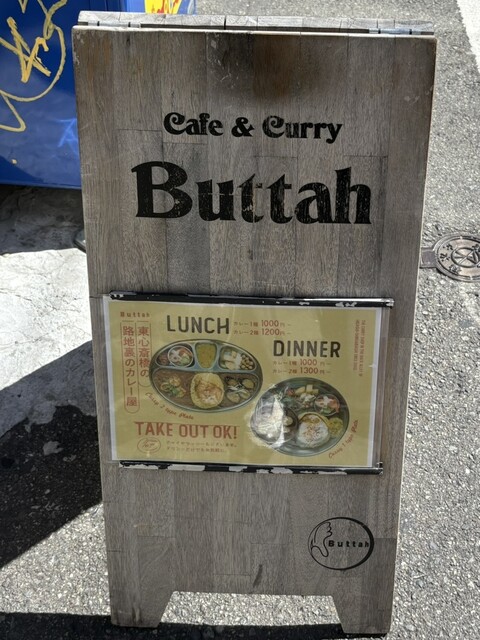 Cafe & Curry
Buttah
Buttah
東心斎橋の
路地裏のカレー屋
LUNCH
カレー1種 1000円~
カレー2種 1200円~
DINNER
カレー1種 1000円~
カレー2種 1300円~
TAKE OUT OK!
Buttah